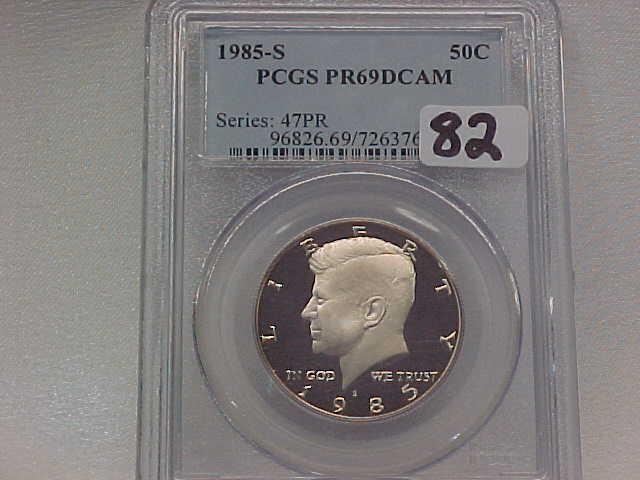 1985-S 50C
PCGS PR69DCAM
Series: 47PR
96826.69/726376
82
LIBERTY
IN GOD WE TRUST
S
1985